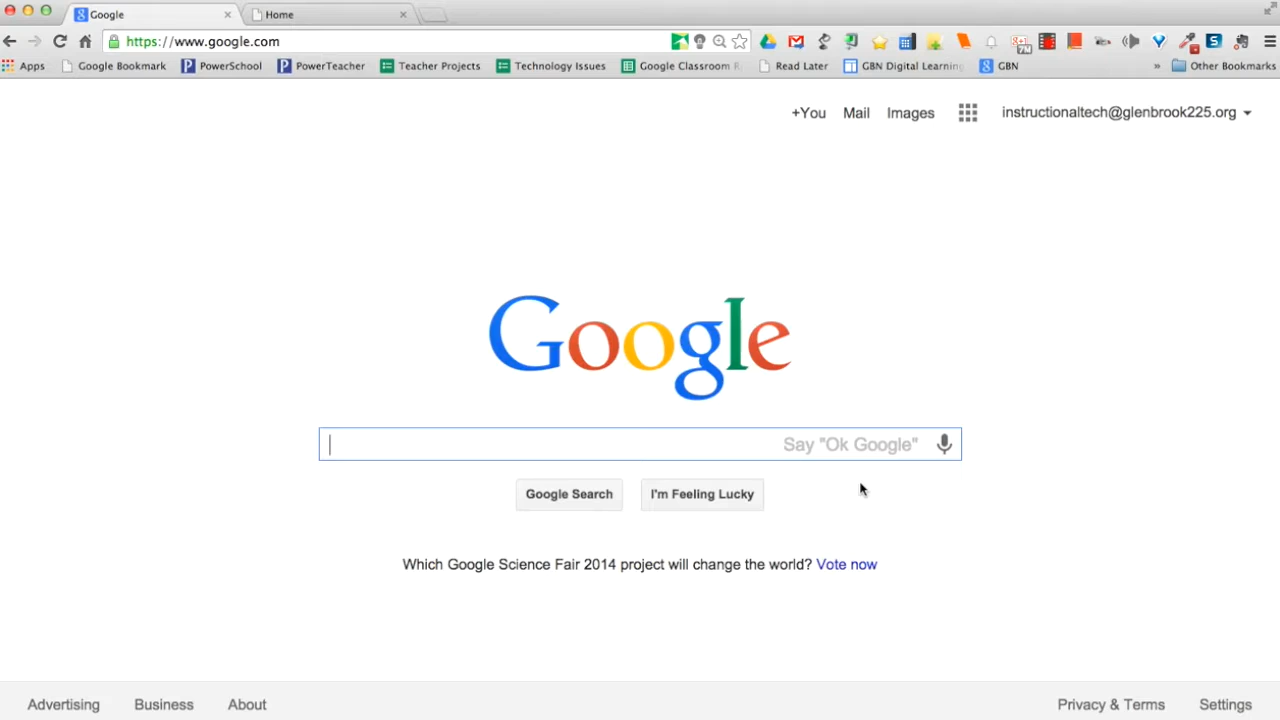 Google Home
https://www.google.com
Apps Google Bookmark PowerSchool PowerTeacher Teacher Projects Technology Issues Google Classroom R Read Later GBN Digital Learning GBN » Other Bookmarks
+You Mail Images instructionaltech@glenbrook225.org
Google
Say "Ok Google"
Google Search I'm Feeling Lucky
Which Google Science Fair 2014 project will change the world? Vote now
Advertising Business About Privacy & Terms Settings